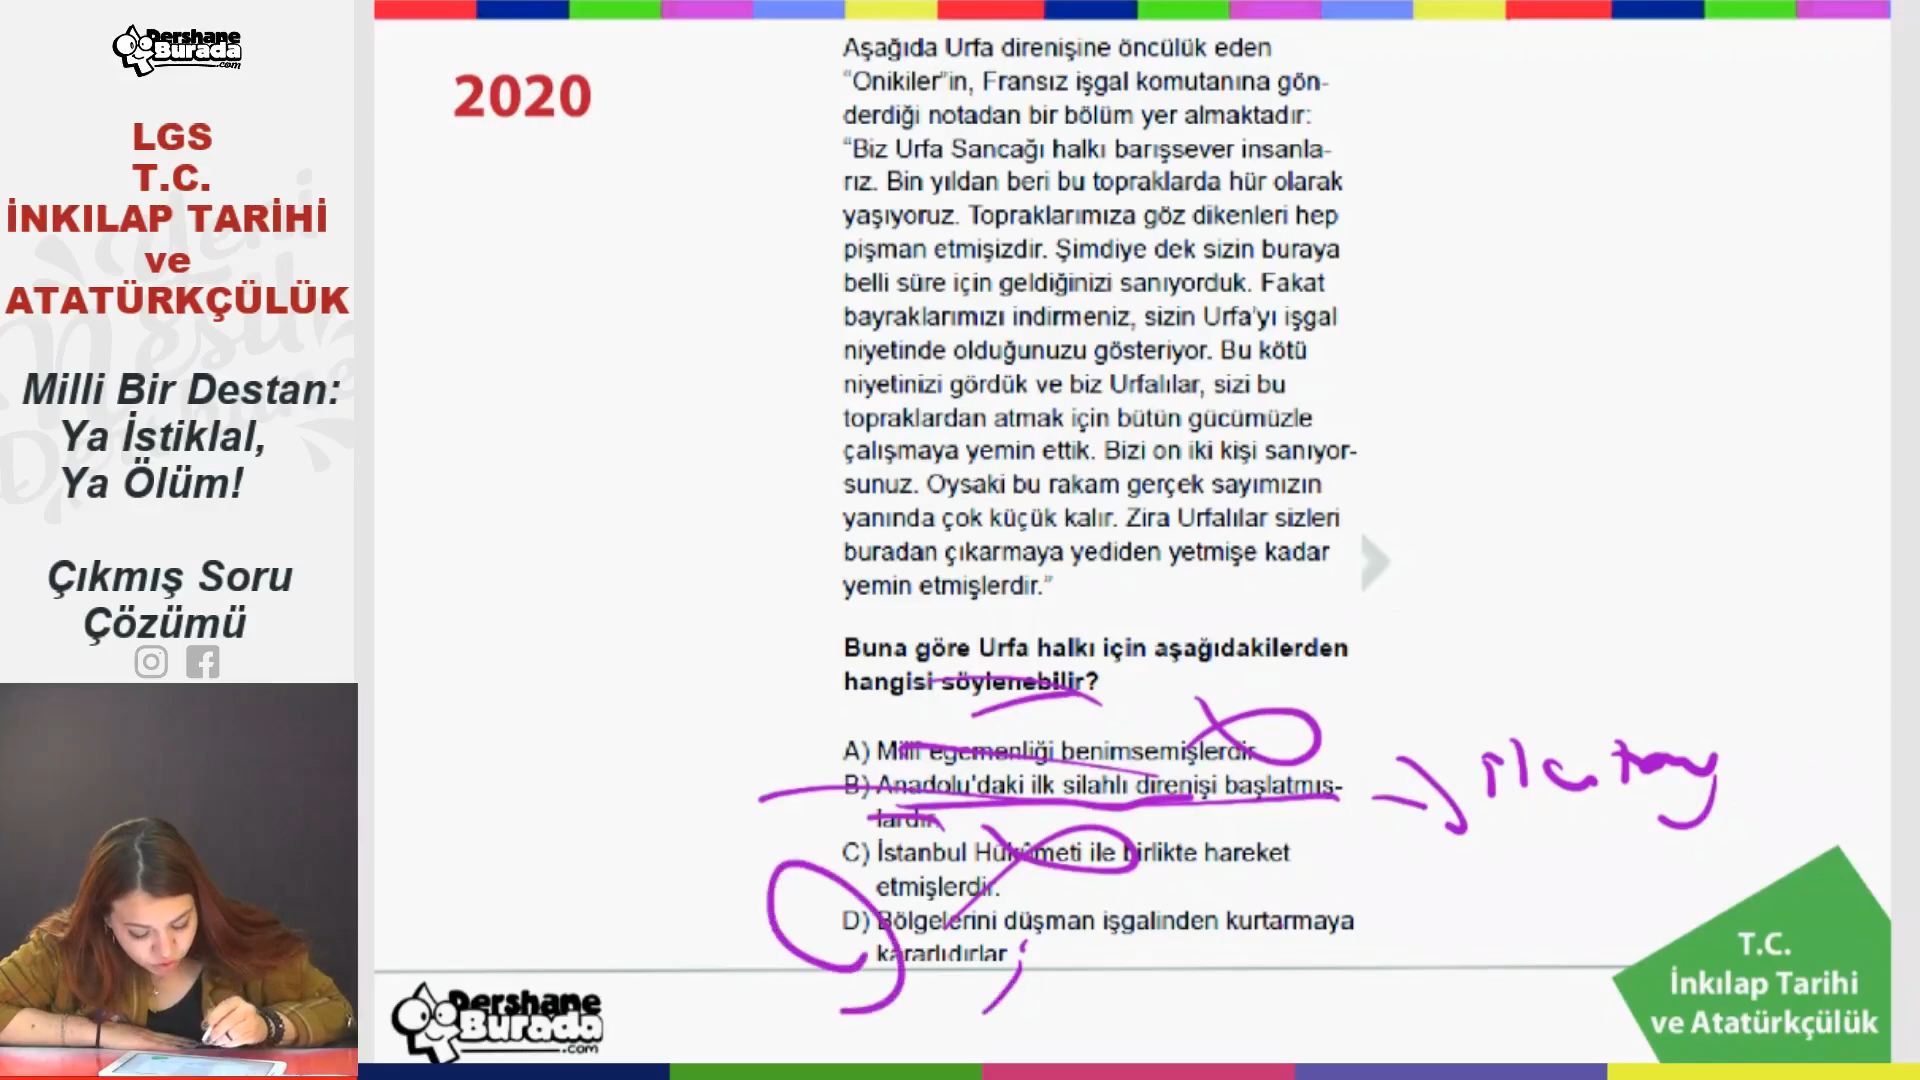 Dershane
Burada
.com
LGS
T.C.
İNKILAP TARİHİ
ve
ATATÜRKÇÜLÜK
Milli Bir Destan:
Ya İstiklal,
Ya Ölüm!
Çıkmış Soru
Çözümü
2020
Aşağıda Urfa direnişine öncülük eden
“Onikiler”in, Fransız işgal komutanına gön-
derdiği notadan bir bölüm yer almaktadır:
“Biz Urfa Sancağı halkı barışsever insanla-
rız. Bin yıldan beri bu topraklarda hür olarak
yaşıyoruz. Topraklarımıza göz dikenleri hep
pişman etmişizdir. Şimdiye dek sizin buraya
belli süre için geldiğinizi sanıyorduk. Fakat
bayraklarımızı indirmeniz, sizin Urfa’yı işgal
niyetinde olduğunuzu gösteriyor. Bu kötü
niyetinizi gördük ve biz Urfalılar, sizi bu
topraklardan atmak için bütün gücümüzle
çalışmaya yemin ettik. Bizi on iki kişi sanıyor-
sunuz. Oysaki bu rakam gerçek sayımızın
yanında çok küçük kalır. Zira Urfalılar sizleri
buradan çıkarmaya yediden yetmişe kadar
yemin etmişlerdir.”
Buna göre Urfa halkı için aşağıdakilerden
hangisi söylenebilir?
A) Millî egemenliği benimsemişlerdir.
B) Anadolu’daki ilk silahlı direnişi başlatmış-
lardır.
C) İstanbul Hükûmeti ile birlikte hareket
etmişlerdir.
D) Bölgelerini düşman işgalinden kurtarmaya
kararlıdırlar
Dershane
Burada
.com
T.C.
İnkılap Tarihi
ve Atatürkçülük